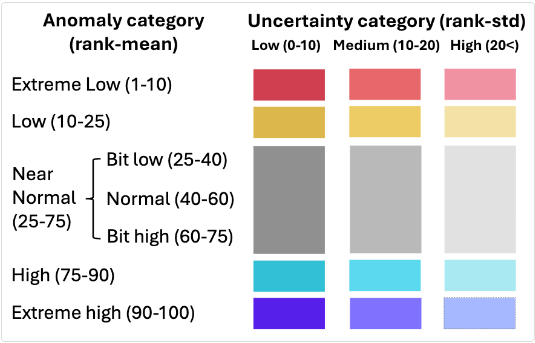 Anomaly category Uncertainty category (rank-std)
(rank-mean) Low (0-10) Medium (10-20) High (20<)
Extreme Low (1-10)
Low (10-25)
Near
Normal
(25-75)
Bit low (25-40)
Normal (40-60)
Bit high (60-75)
High (75-90)
Extreme high (90-100)